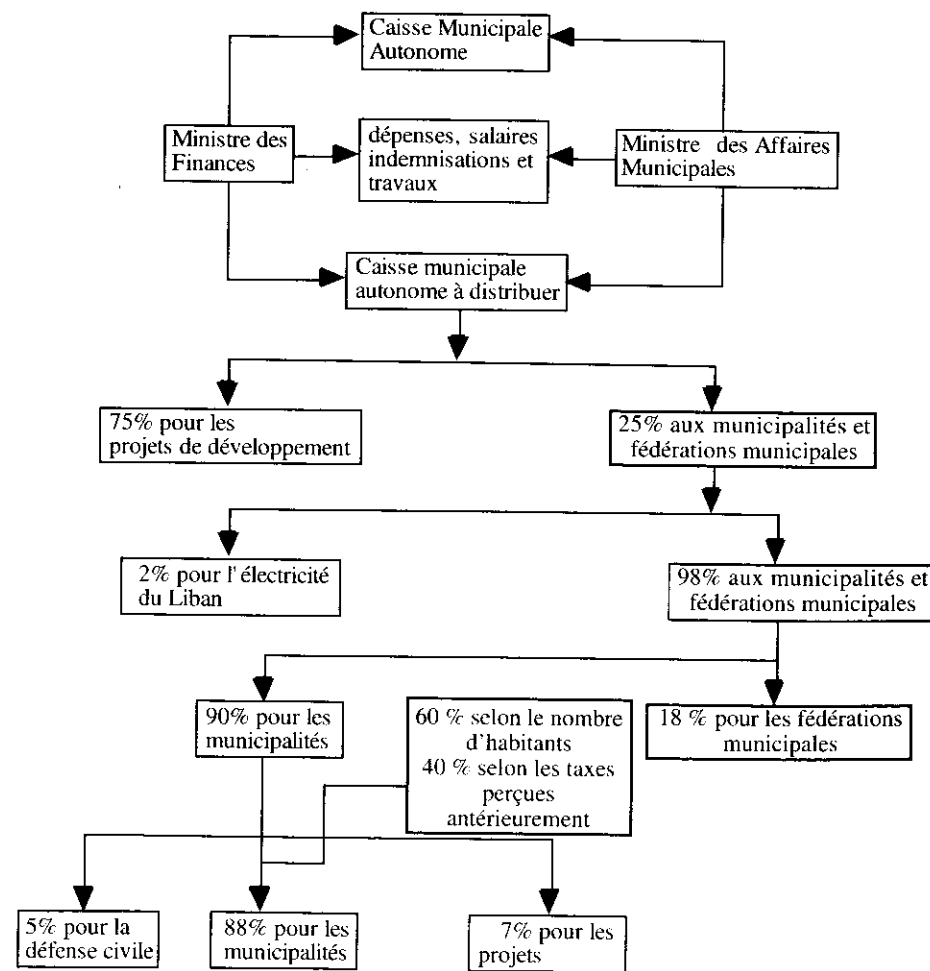 Caisse Municipale
Autonome
Ministre des
Finances
dépenses, salaires
indemnisations et
travaux
Ministre des Affaires
Municipales
Caisse municipale
autonome à distribuer
75% pour les
projets de développement
25% aux municipalités et
fédérations municipales
2% pour l'électricité
du Liban
98% aux municipalités et
fédérations municipales
90% pour les
municipalités
60 % selon le nombre
d'habitants
40 % selon les taxes
perçues
antérieurement
18 % pour les fédérations
municipales
5% pour la
défense civile
88% pour les
municipalités
7% pour les
projets